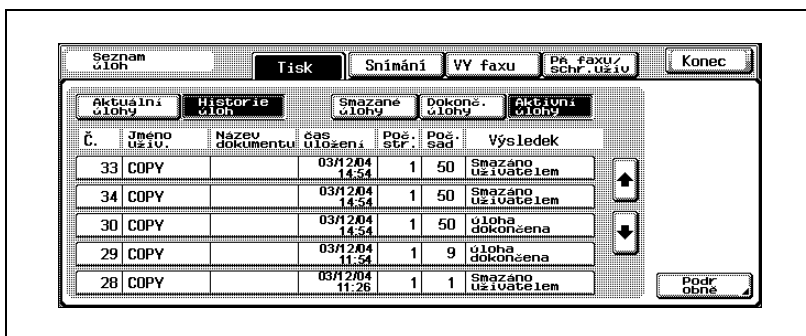 Seznam úloh
Tisk
Snímání
VY faxu
Př. faxu/ schr.uživ
Konec
Aktuální úlohy
Historie úloh
Smazané úlohy
Dokonč. úlohy
Aktivní úlohy
Č. Jméno uživ. Název dokumentu čas uložení Poč. str. Poč. sad Výsledek
33 COPY 03/12/04 14:54 1 50 Smazáno uživatelem
34 COPY 03/12/04 14:54 1 50 Smazáno uživatelem
30 COPY 03/12/04 14:54 1 50 úloha dokončena
29 COPY 03/12/04 11:54 1 9 úloha dokončena
28 COPY 03/12/04 11:26 1 1 Smazáno uživatelem
Podr obně